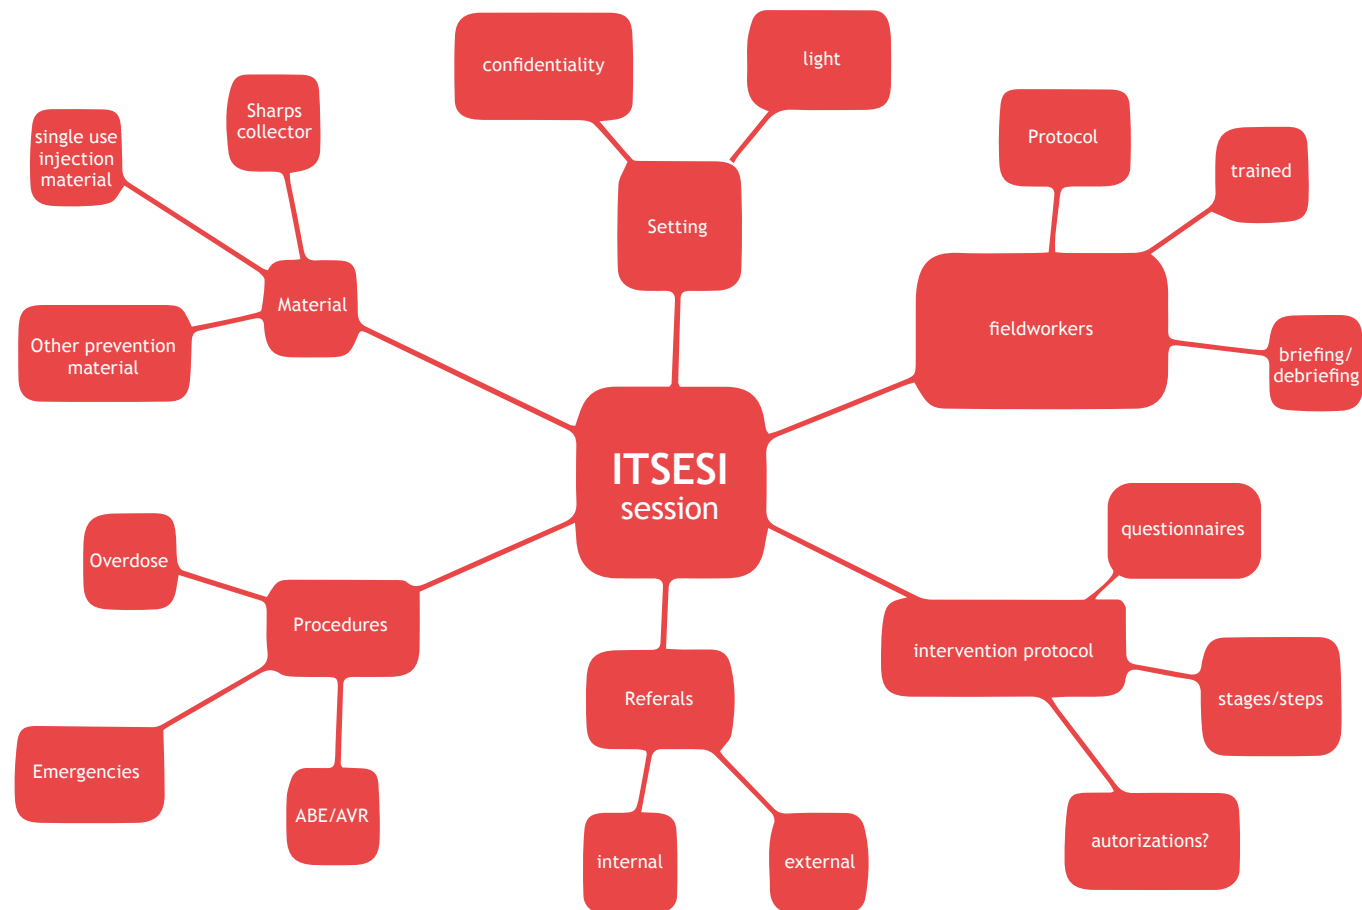 confidentiality
light
Sharps
collector
single use
injection
material
Protocol
trained
Setting
Material
Other prevention
material
fieldworkers
briefing/
debriefing
ITSESI
session
questionnaires
Overdose
Procedures
intervention protocol
Referals
stages/steps
Emergencies
ABE/AVR
autorizations?
internal
external